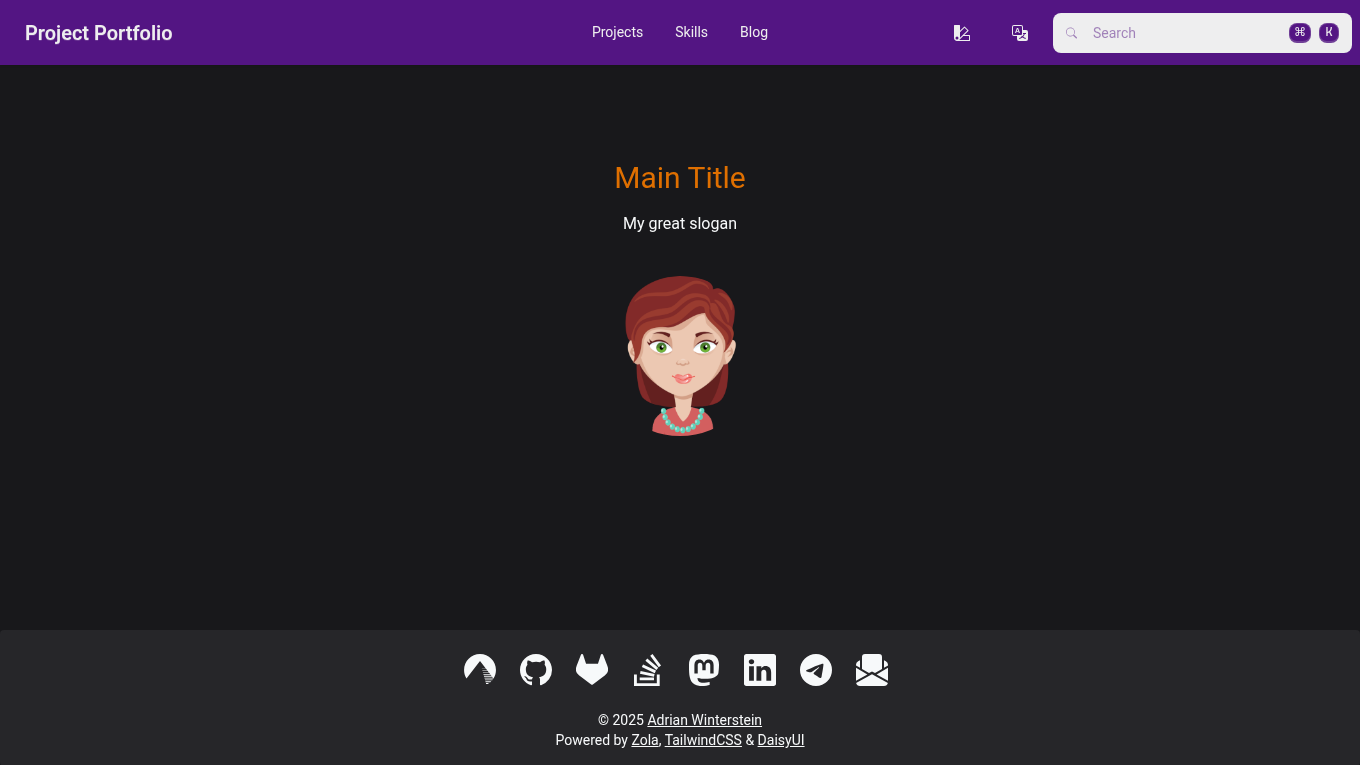 Project Portfolio
Projects Skills Blog
Search ⌘ K
Main Title
My great slogan
© 2025 Adrian Winterstein
Powered by Zola, TailwindCSS & DaisyUI